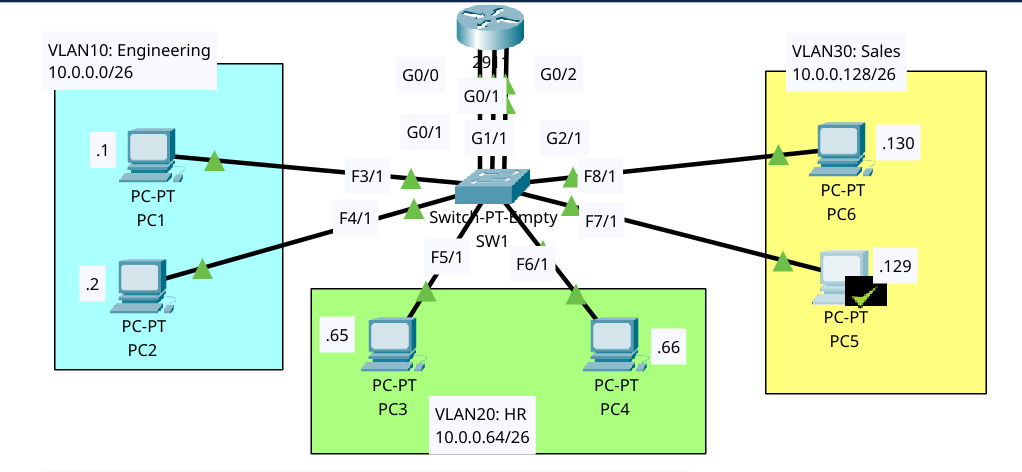 VLAN10: Engineering
10.0.0.0/26
VLAN30: Sales
10.0.0.128/26
G0/0
G0/2
G0/1
G0/1
G1/1
G2/1
.1
PC-PT
PC1
F3/1
F4/1
F8/1
F7/1
Switch-PT-Empty
SW1
F5/1
F6/1
.130
PC-PT
PC6
.2
PC-PT
PC2
.129
PC-PT
PC5
.65
PC-PT
PC3
.66
PC-PT
PC4
VLAN20: HR
10.0.0.64/26